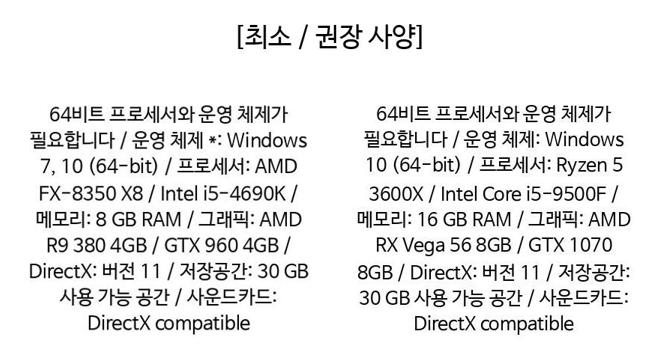 [최소 / 권장 사양]
64비트 프로세서와 운영 체제가
필요합니다 / 운영 체제 *: Windows
7, 10 (64-bit) / 프로세서: AMD
FX-8350 X8 / Intel i5-4690K /
메모리: 8 GB RAM / 그래픽: AMD
R9 380 4GB / GTX 960 4GB /
DirectX: 버전 11 / 저장공간: 30 GB
사용 가능 공간 / 사운드카드:
DirectX compatible
64비트 프로세서와 운영 체제가
필요합니다 / 운영 체제: Windows
10 (64-bit) / 프로세서: Ryzen 5
3600X / Intel Core i5-9500F /
메모리: 16 GB RAM / 그래픽: AMD
RX Vega 56 8GB / GTX 1070
8GB / DirectX: 버전 11 / 저장공간:
30 GB 사용 가능 공간 / 사운드카드:
DirectX compatible